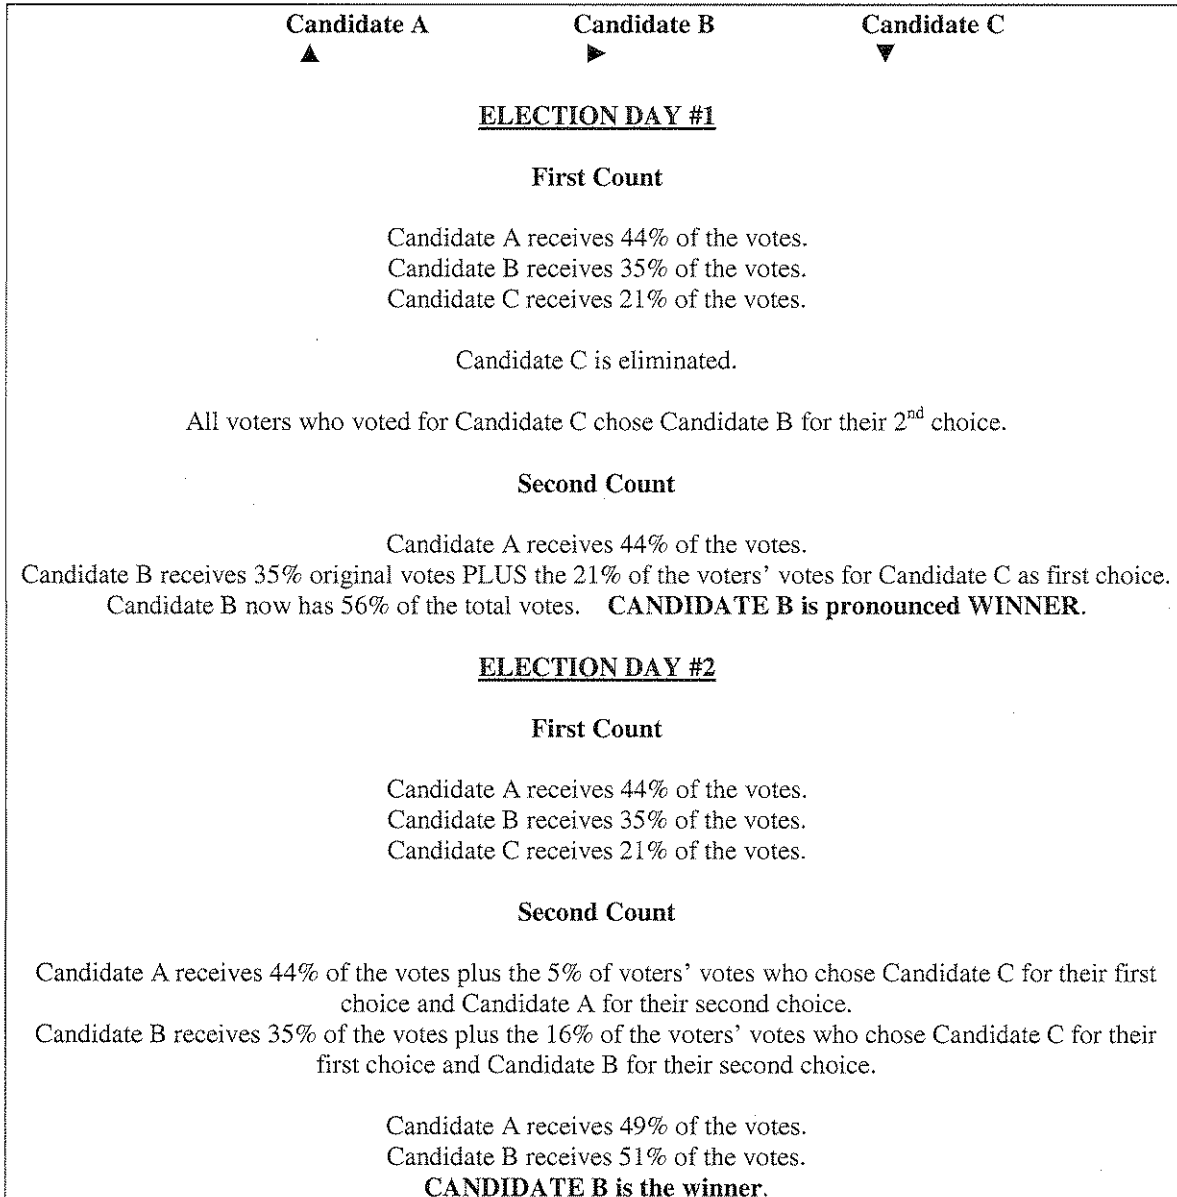 Candidate A Candidate B Candidate C
▲ ► ▼
ELECTION DAY #1
First Count
Candidate A receives 44% of the votes.
Candidate B receives 35% of the votes.
Candidate C receives 21% of the votes.
Candidate C is eliminated.
All voters who voted for Candidate C chose Candidate B for their 2nd choice.
Second Count
Candidate A receives 44% of the votes.
Candidate B receives 35% original votes PLUS the 21% of the voters' votes for Candidate C as first choice.
Candidate B now has 56% of the total votes. CANDIDATE B is pronounced WINNER.
ELECTION DAY #2
First Count
Candidate A receives 44% of the votes.
Candidate B receives 35% of the votes.
Candidate C receives 21% of the votes.
Second Count
Candidate A receives 44% of the votes plus the 5% of voters' votes who chose Candidate C for their first
choice and Candidate A for their second choice.
Candidate B receives 35% of the votes plus the 16% of the voters' votes who chose Candidate C for their
first choice and Candidate B for their second choice.
Candidate A receives 49% of the votes.
Candidate B receives 51% of the votes.
CANDIDATE B is the winner.